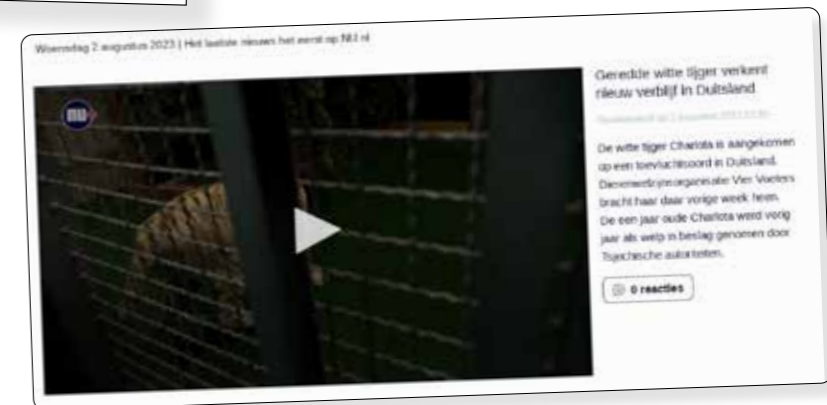 Woensdag 2 augustus 2023 | Het laatste nieuws het eerst op NU.nl
nu
Geredde witte tijger verkent
nieuw verblijf in Duitsland
De witte tijger Charlota is aangekomen
op een toevluchtsoord in Duitsland.
Dierenwelzijnsorganisatie Vier Voeters
bracht haar daar vorige week heen.
De een jaar oude Charlota werd vorig
jaar als welp in beslag genomen door
Tsjechische autoriteiten.
0 reacties